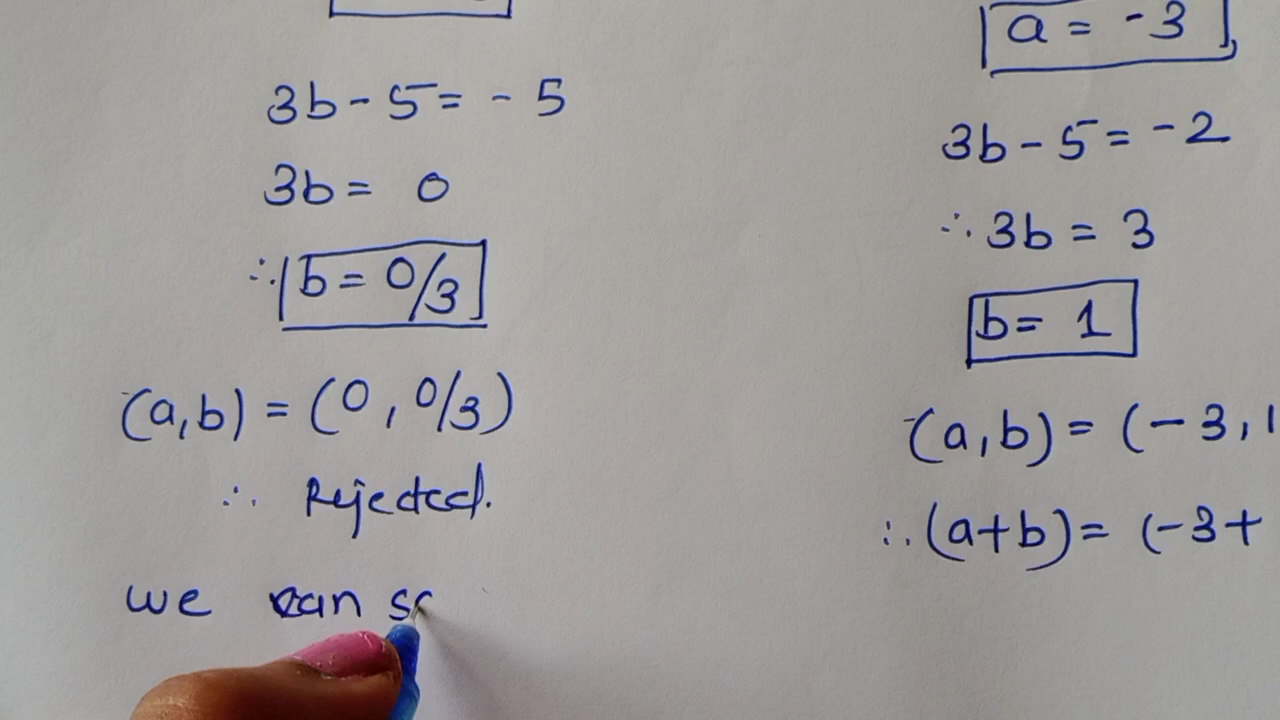 3b - 5 = - 5
3b = 0
∴ b = 0/3
(a,b) = (0, 0/3)
∴ Rejected.
we can
a = -3,
3b - 5 = -2
∴ 3b = 3
b = 1
(a,b) = (-3, 1
∴ (a+b) = (-3+